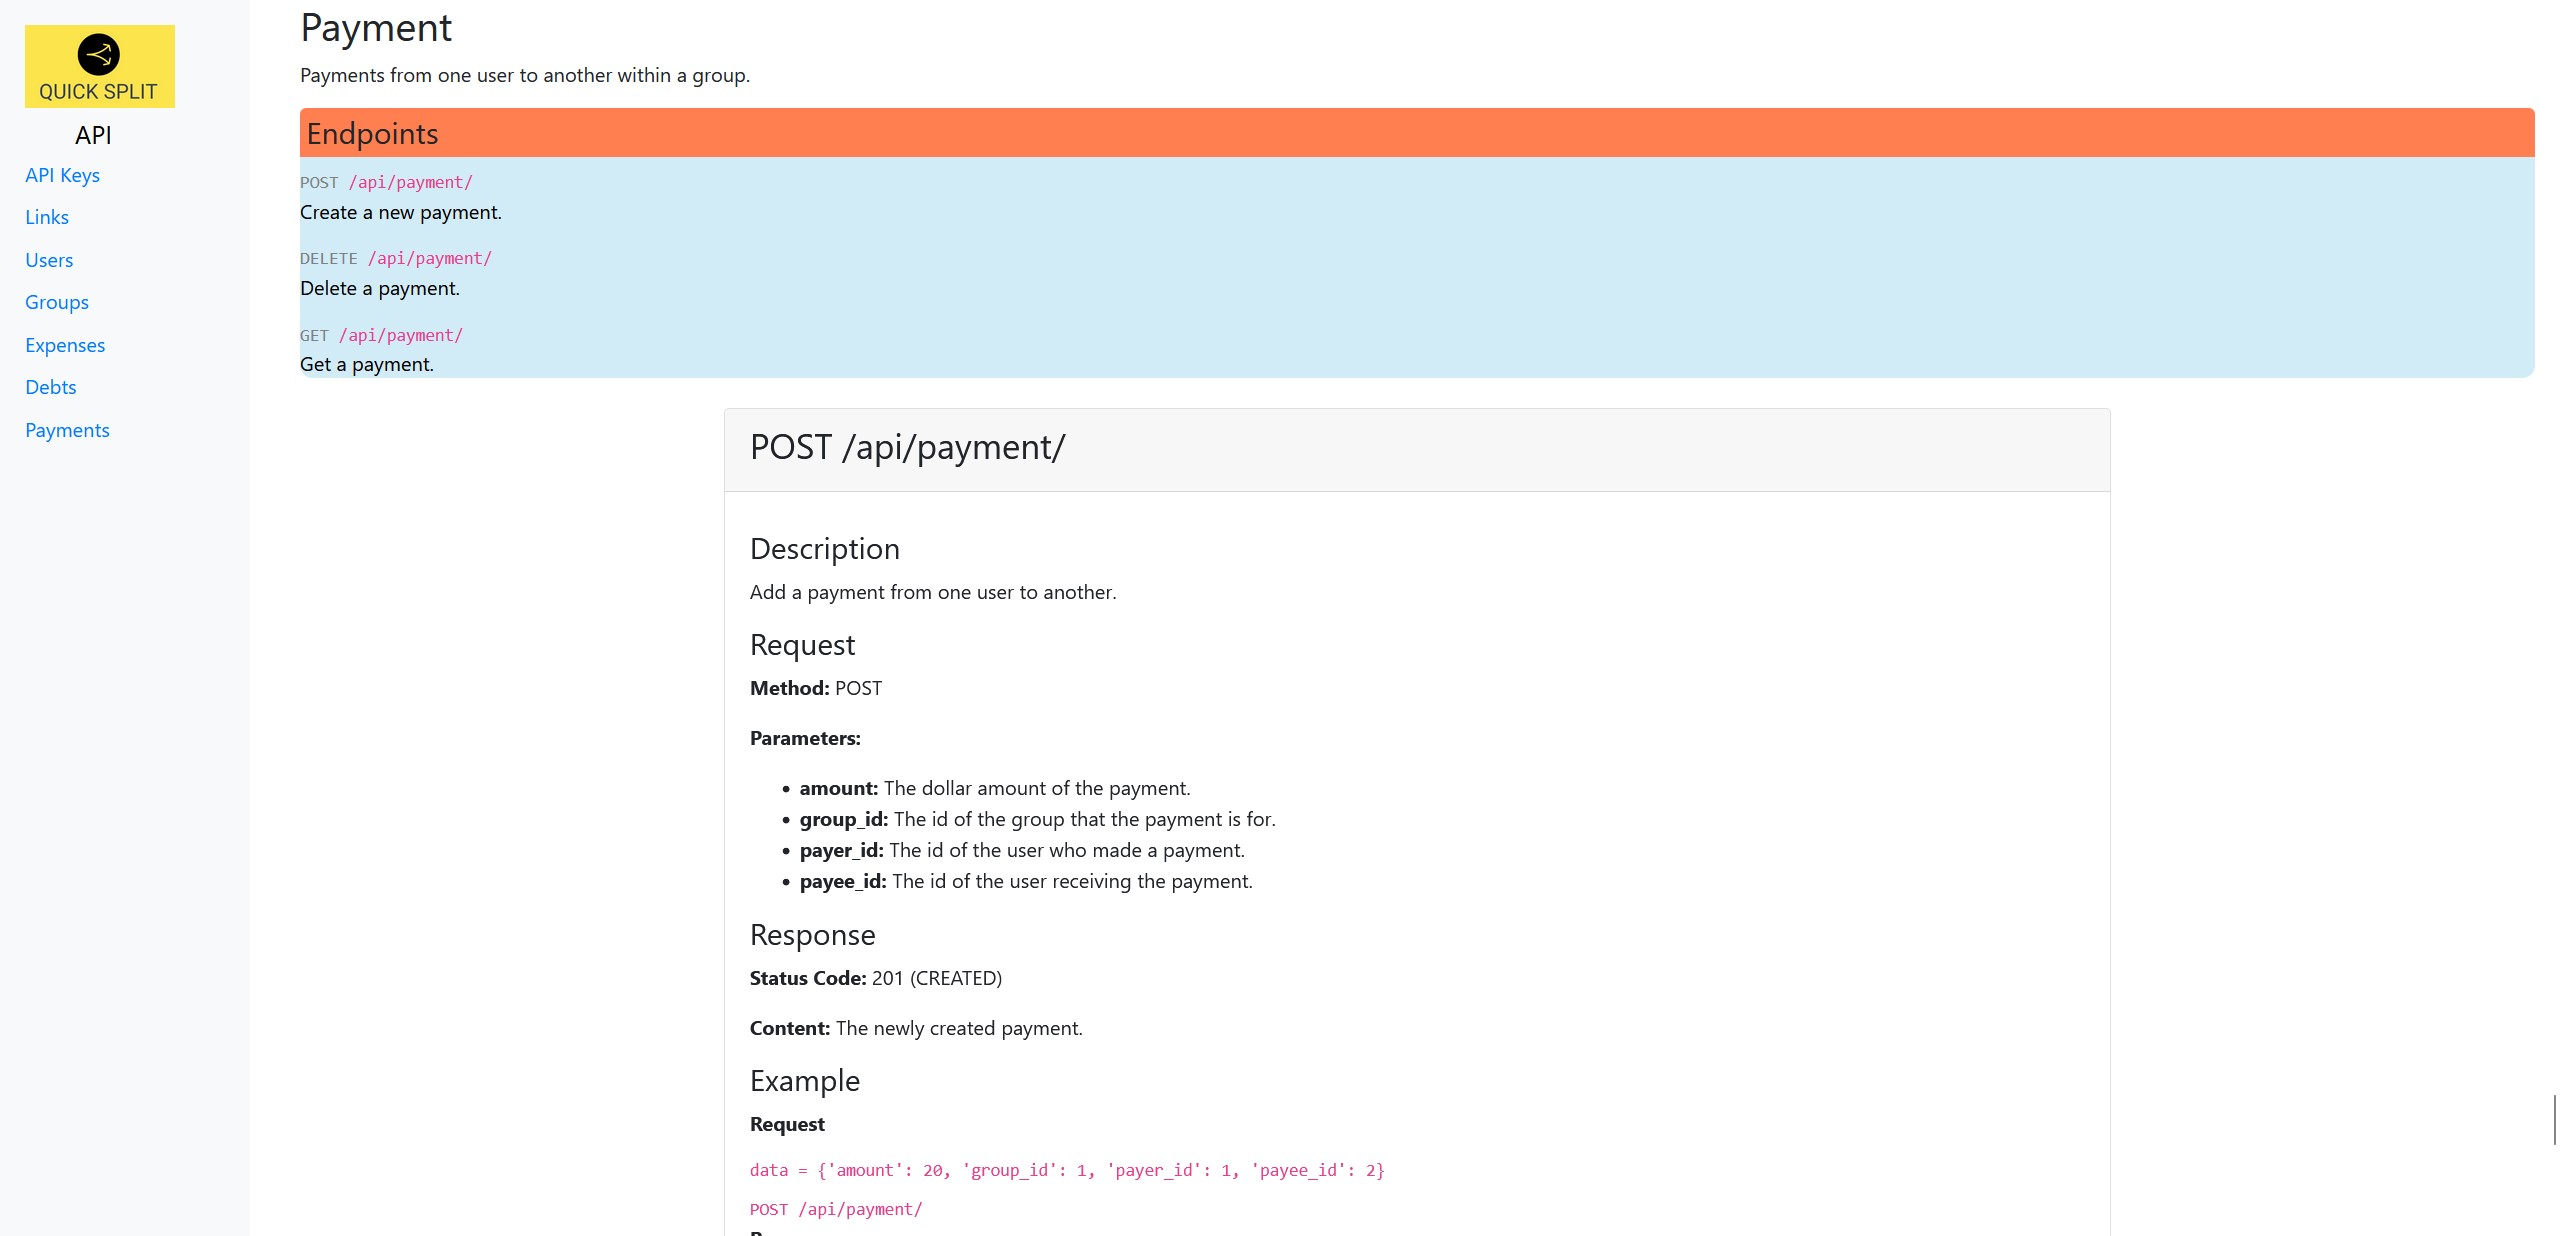 QUICK SPLIT
API
API Keys
Links
Users
Groups
Expenses
Debts
Payments
Payment
Payments from one user to another within a group.
Endpoints
POST /api/payment/
Create a new payment.
DELETE /api/payment/
Delete a payment.
GET /api/payment/
Get a payment.
POST /api/payment/
Description
Add a payment from one user to another.
Request
Method: POST
Parameters:
• amount: The dollar amount of the payment.
• group_id: The id of the group that the payment is for.
• payer_id: The id of the user who made a payment.
• payee_id: The id of the user receiving the payment.
Response
Status Code: 201 (CREATED)
Content: The newly created payment.
Example
Request
data = {'amount': 20, 'group_id': 1, 'payer_id': 1, 'payee_id': 2}
POST /api/payment/